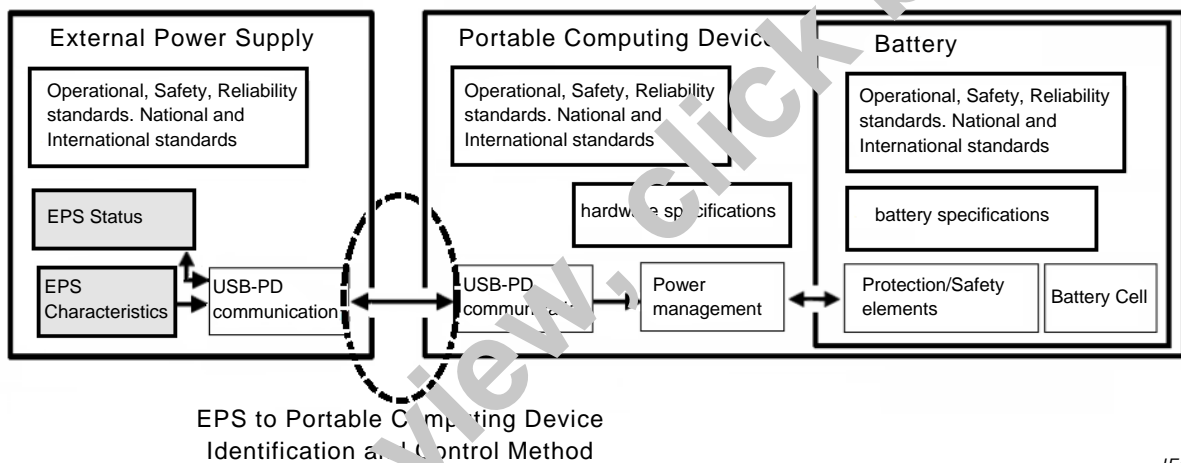 External Power Supply
Operational, Safety, Reliability
standards. National and
International standards
EPS Status
EPS
Characteristics
USB-PD
communication
Portable Computing Device
Operational, Safety, Reliability
standards. National and
International standards
hardware specifications
USB-PD
communication
Power
management
Battery
Operational, Safety, Reliability
standards. National and
International standards
battery specifications
Protection/Safety
elements
Battery Cell
EPS to Portable Computing Device
Identification and Control Method
view, click